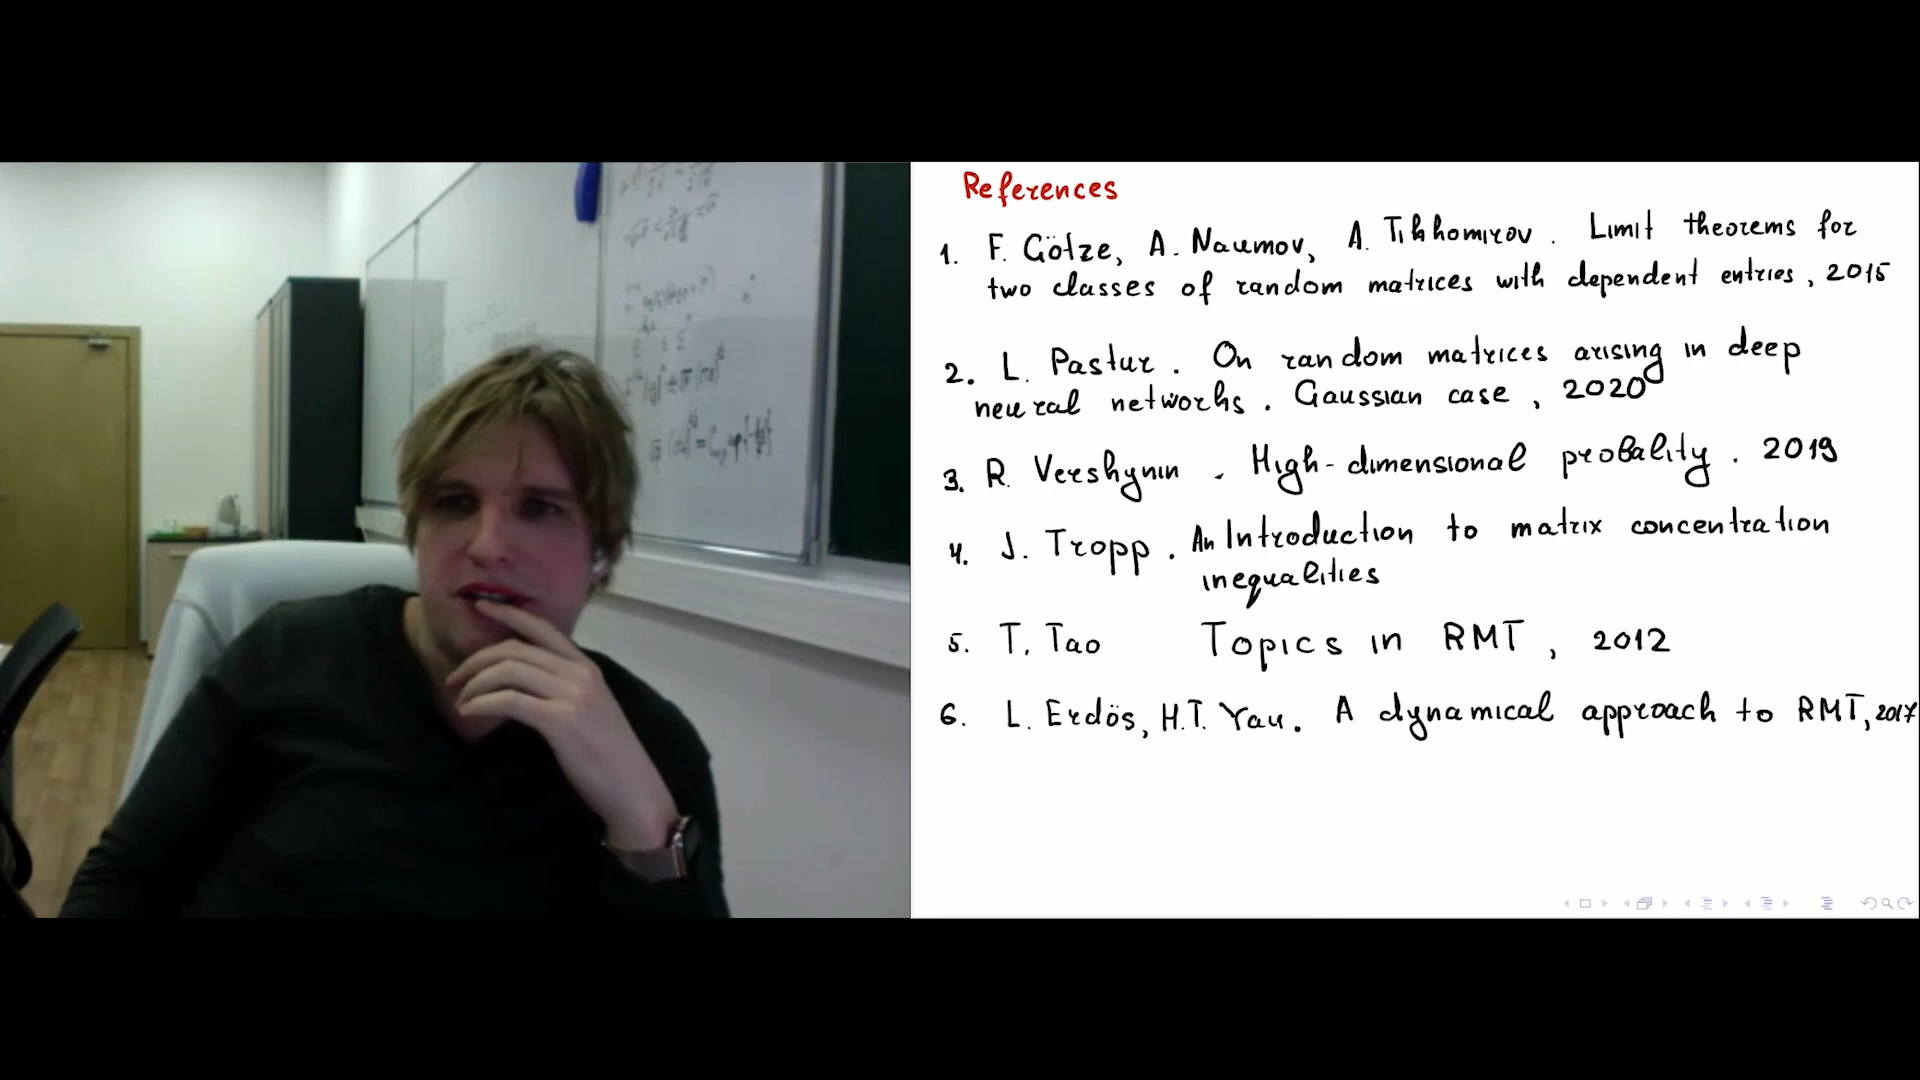 References
1. F. Götze, A. Naumov, A. Tikhomirov. Limit theorems for
two classes of random matrices with dependent entries, 2015
2. L. Pastur. On random matrices arising in deep
neural networks. Gaussian case, 2020
3. R. Vershynin. High-dimensional probality. 2019
4. J. Tropp. An Introduction to matrix concentration
inequalities
5. T. Tao Topics in RMT, 2012
6. L. Erdös, H.T. Yau. A dynamical approach to RMT, 2017